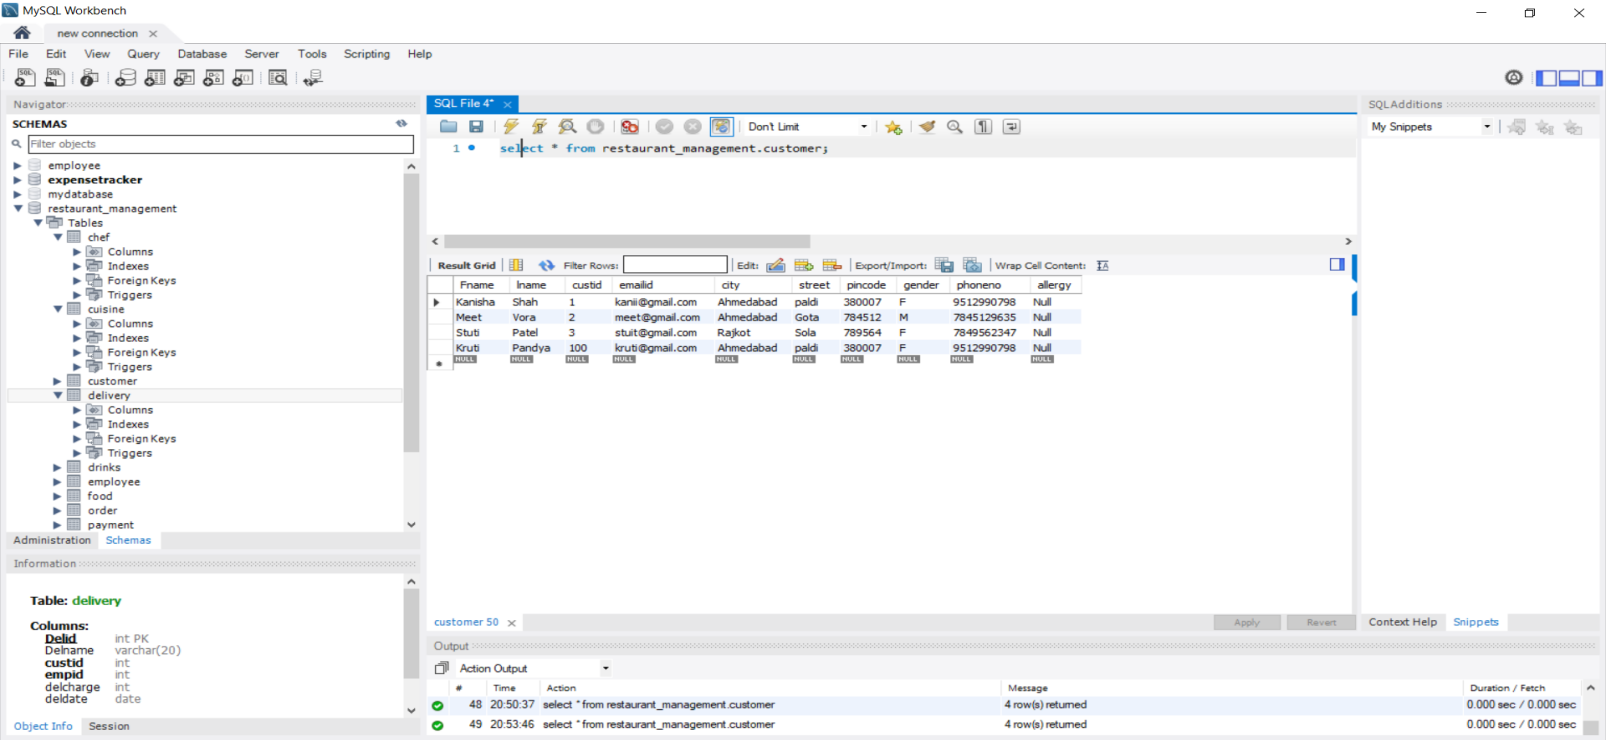 MySQL Workbench
new connection
File Edit View Query Database Server Tools Scripting Help
Navigator
SCHEMAS
Filter objects
employee
expensetracker
mydatabase
restaurant_management
Tables
chef
Columns
Indexes
Foreign Keys
Triggers
cuisine
Columns
Indexes
Foreign Keys
Triggers
customer
delivery
Columns
Indexes
Foreign Keys
Triggers
drinks
employee
food
order
payment
Administration Schemas
Information
Table: delivery
Columns:
Delid int PK
Delname varchar(20)
custid int
empid int
delcharge int
deldate date
Object Info Session
SQL File 4*
Don't Limit
1 select * from restaurant_management.customer;
Result Grid Filter Rows: Edit: Export/Import: Wrap Cell Content:
Fname lname custid emailid city street pincode gender phoneno allergy
Kanisha Shah 1 kanii@gmail.com Ahmedabad paldi 380007 F 9512990798 Null
Meet Vora 2 meet@gmail.com Ahmedabad Gota 784512 M 7845129635 Null
Stuti Patel 3 stuit@gmail.com Rajkot Sola 789564 F 7849562347 Null
Kruti Pandya 100 kruti@gmail.com Ahmedabad paldi 380007 F 9512990798 Null
NULL NULL NULL NULL NULL NULL NULL NULL NULL NULL
customer 50 Apply Revert
Output
Action Output
# Time Action Message Duration / Fetch
48 20:50:37 select * from restaurant_management.customer 4 row(s) returned 0.000 sec / 0.000 sec
49 20:53:46 select * from restaurant_management.customer 4 row(s) returned 0.000 sec / 0.000 sec
SQLAdditions
My Snippets
Context Help Snippets